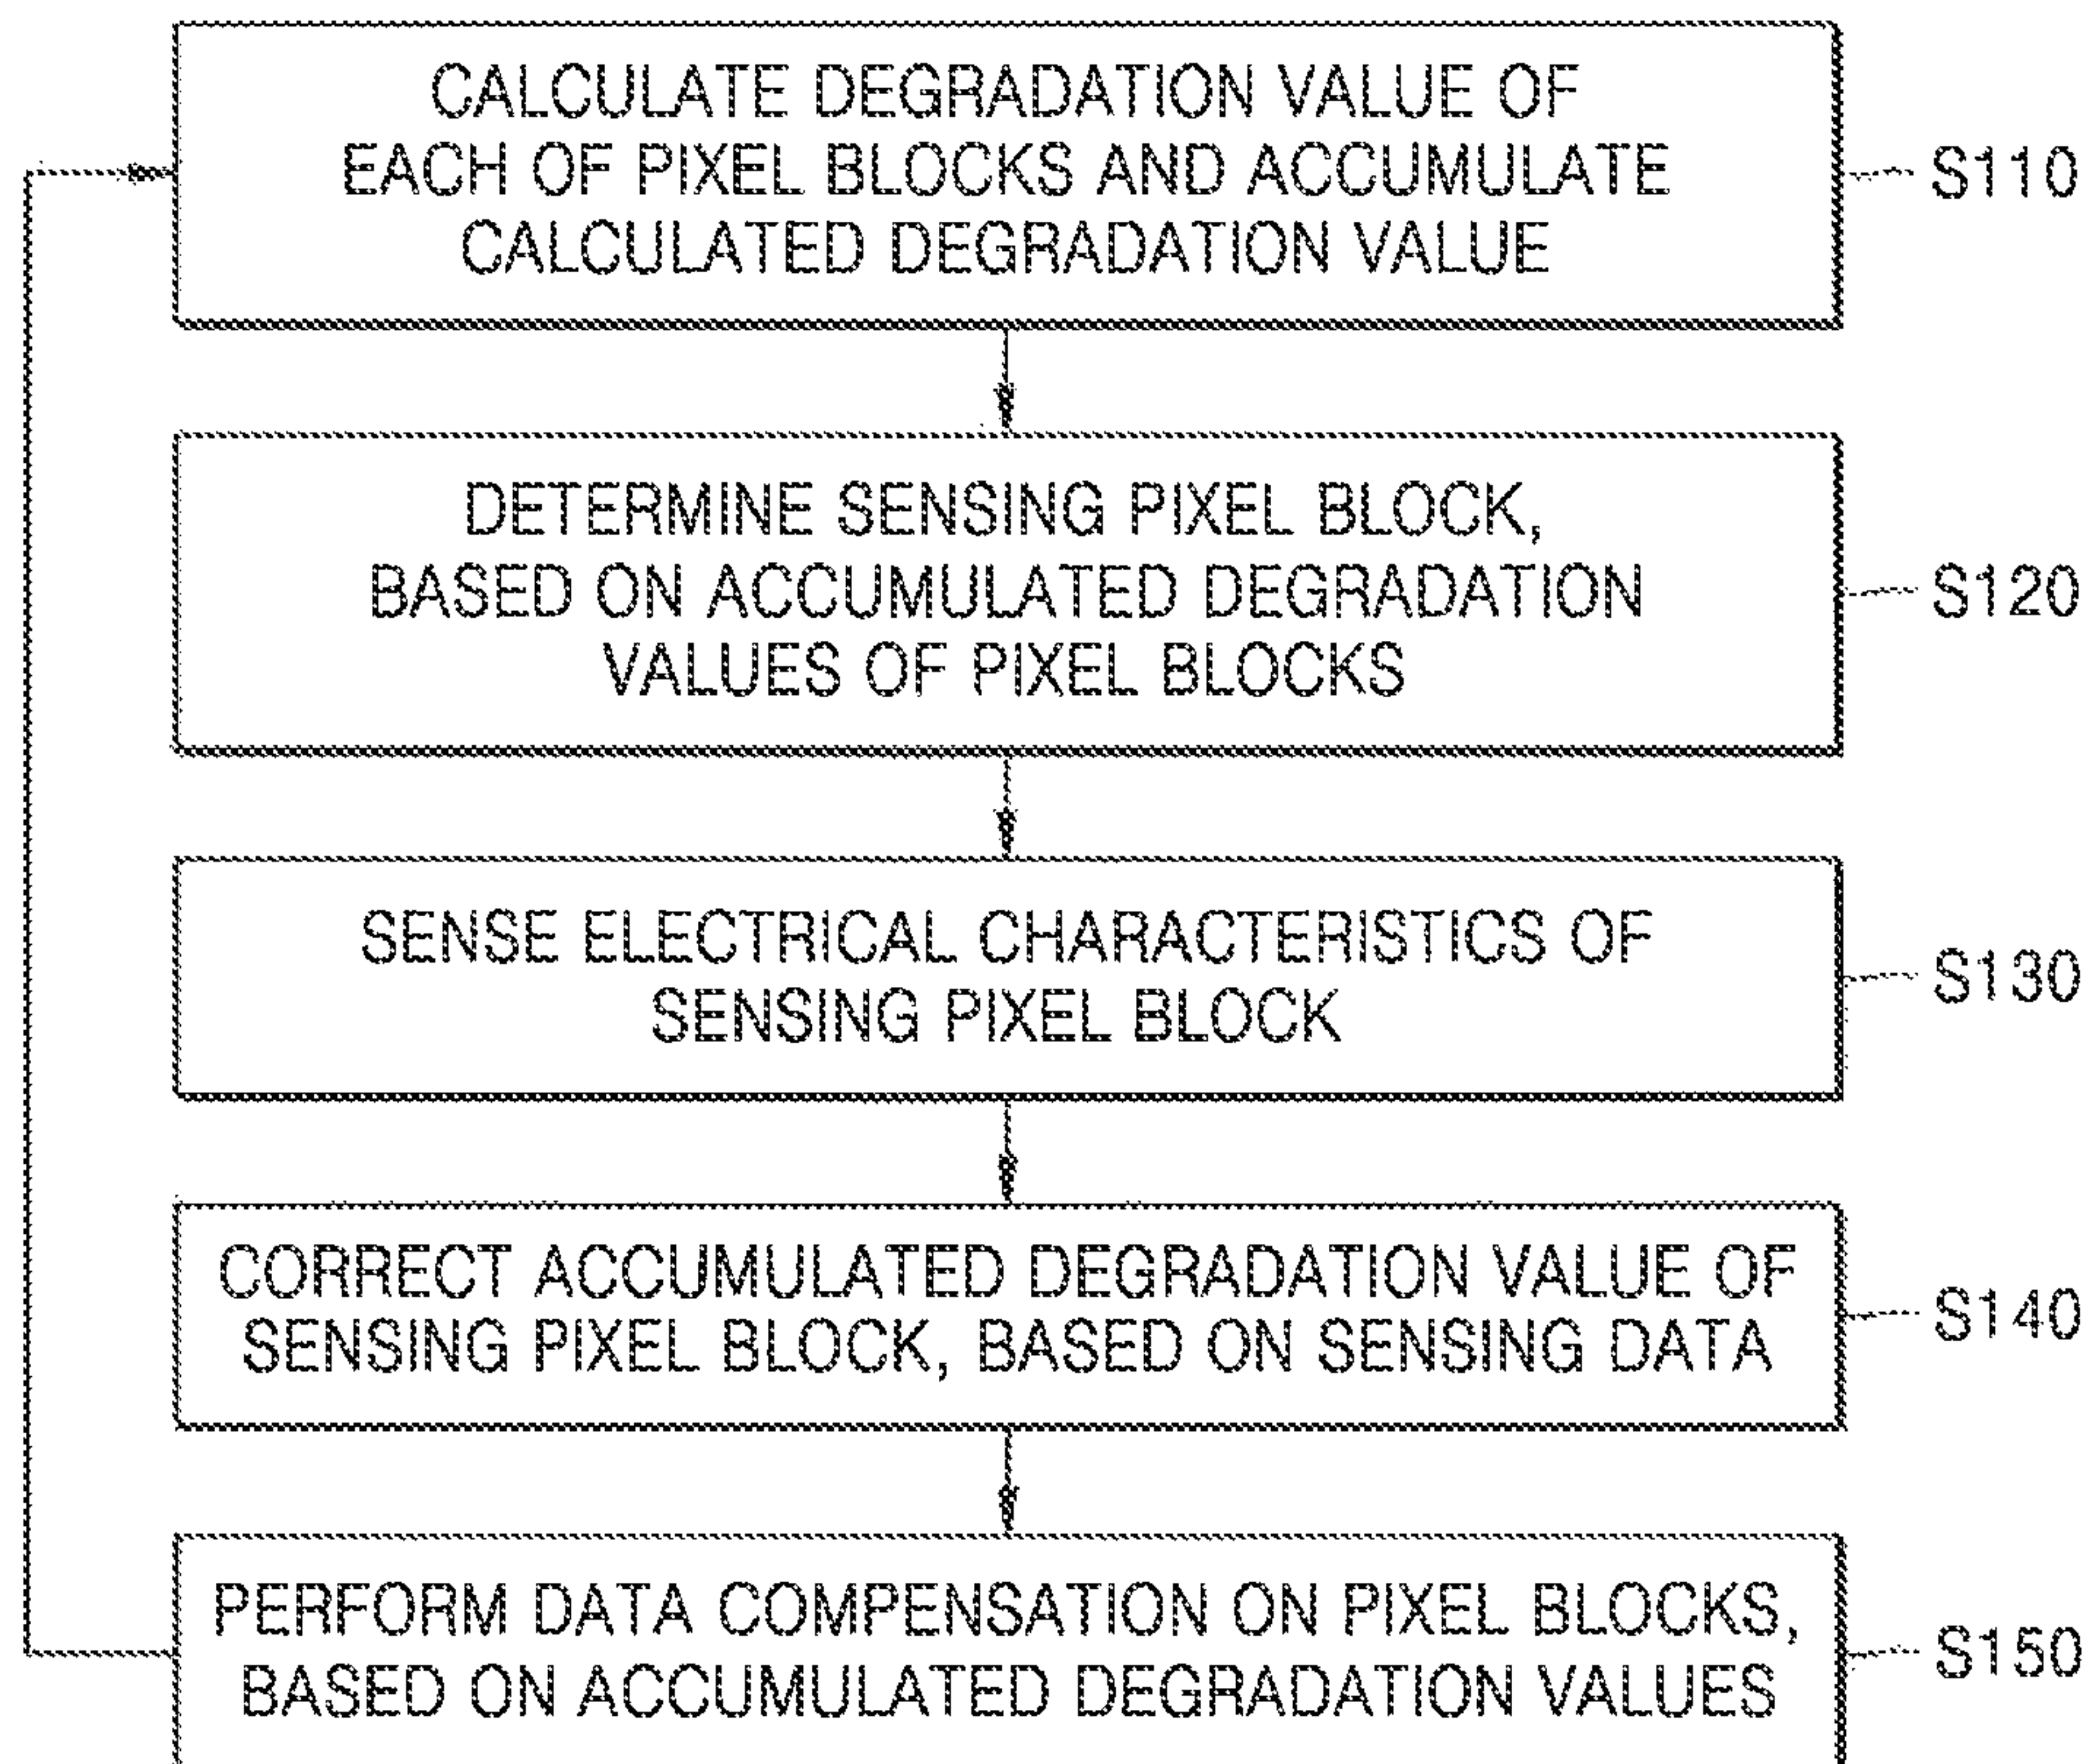 CALCULATE DEGRADATION VALUE OF
EACH OF PIXEL BLOCKS AND ACCUMULATE
CALCULATED DEGRADATION VALUE
S110
DETERMINE SENSING PIXEL BLOCK,
BASED ON ACCUMULATED DEGRADATION
VALUES OF PIXEL BLOCKS
S120
SENSE ELECTRICAL CHARACTERISTICS OF
SENSING PIXEL BLOCK
S130
CORRECT ACCUMULATED DEGRADATION VALUE OF
SENSING PIXEL BLOCK, BASED ON SENSING DATA
S140
PERFORM DATA COMPENSATION ON PIXEL BLOCKS,
BASED ON ACCUMULATED DEGRADATION VALUES
S150